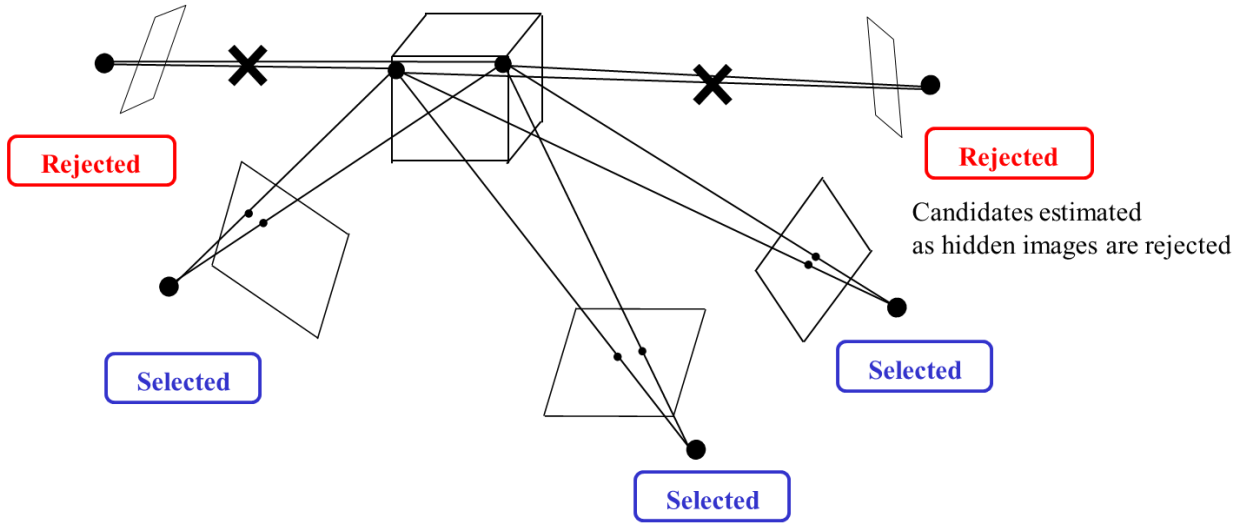 Rejected
Rejected
Candidates estimated
as hidden images are rejected
Selected
Selected
Selected